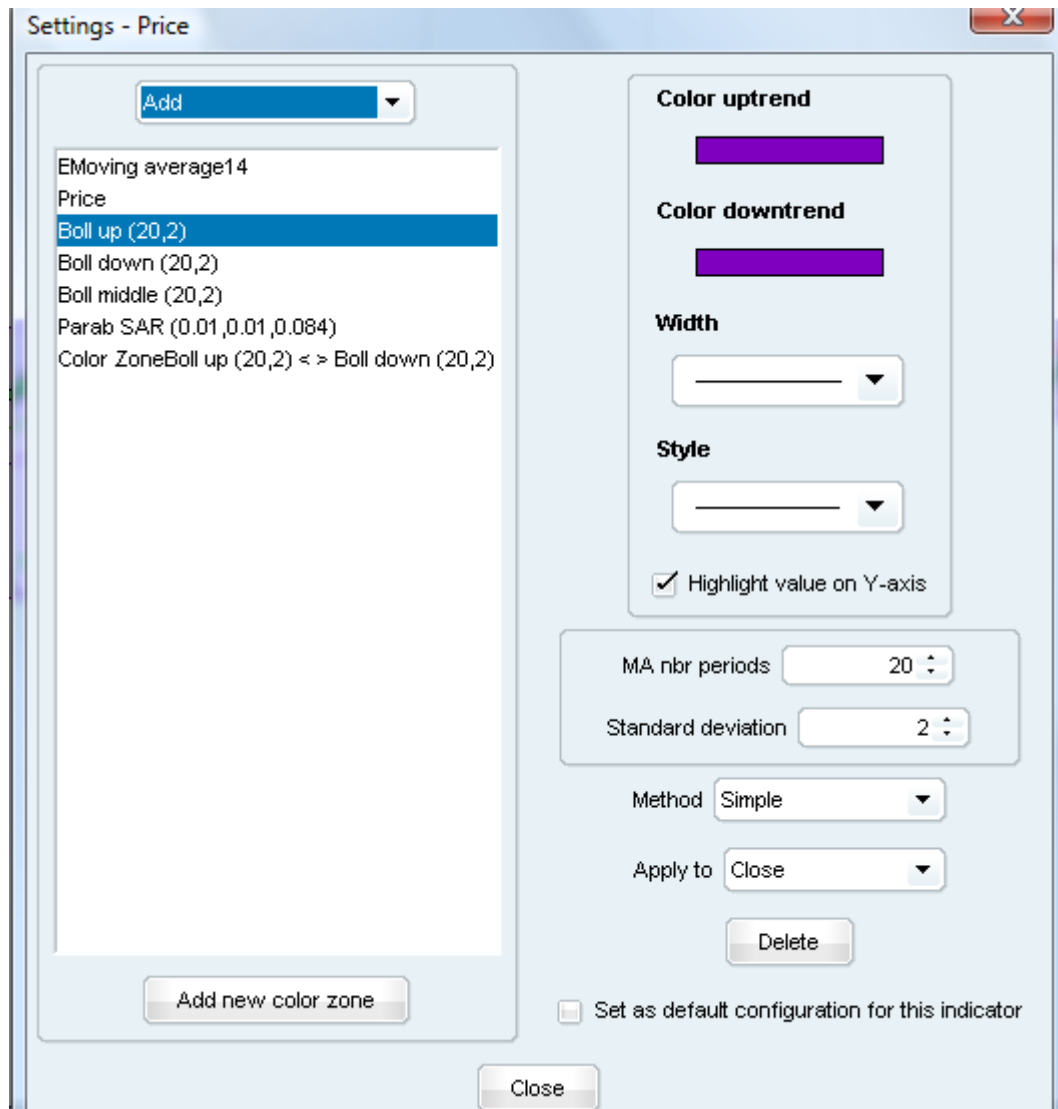 Settings - Price
X
Add
EMoving average14
Price
Boll up (20,2)
Boll down (20,2)
Boll middle (20,2)
Parab SAR (0.01,0.01,0.084)
Color ZoneBoll up (20,2) < > Boll down (20,2)
Add new color zone
Color uptrend
Color downtrend
Width
Style
Highlight value on Y-axis
MA nbr periods 20
Standard deviation 2
Method Simple
Apply to Close
Delete
Set as default configuration for this indicator
Close